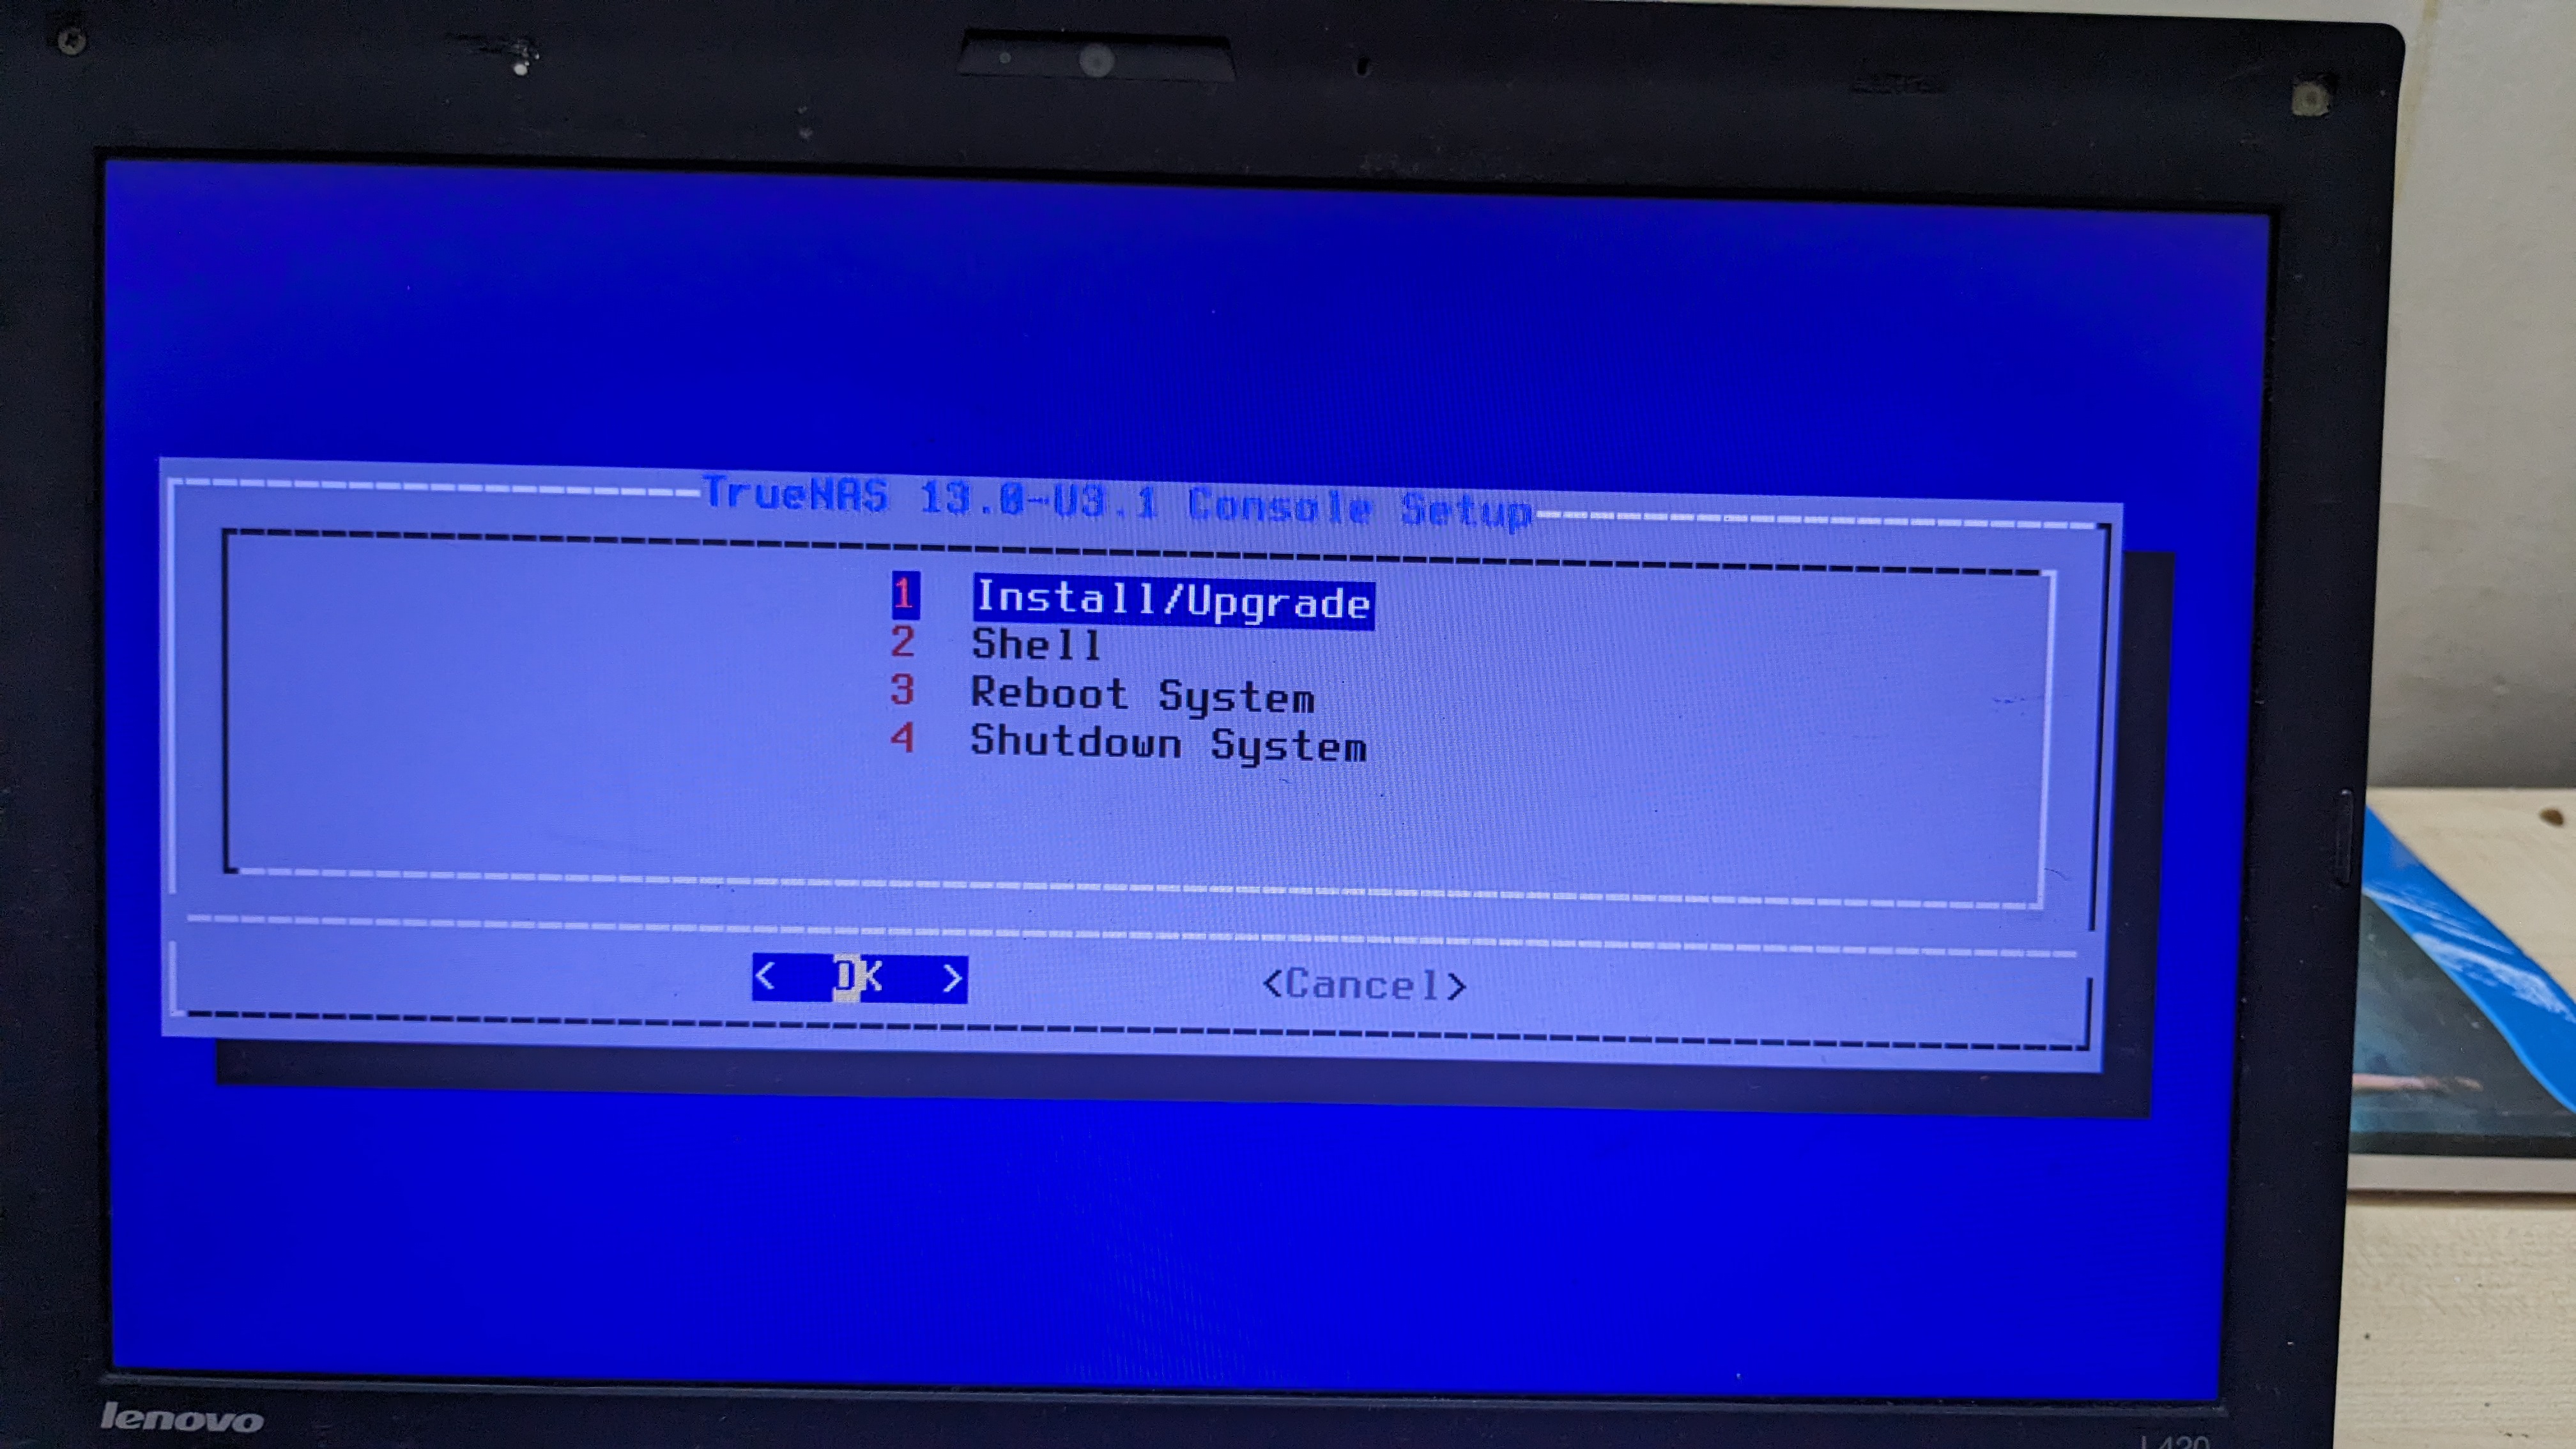 TrueNAS 13.0-U3.1 Console Setup
1 Install/Upgrade
2 Shell
3 Reboot System
4 Shutdown System
< OK > <Cancel>
lenovo
L420